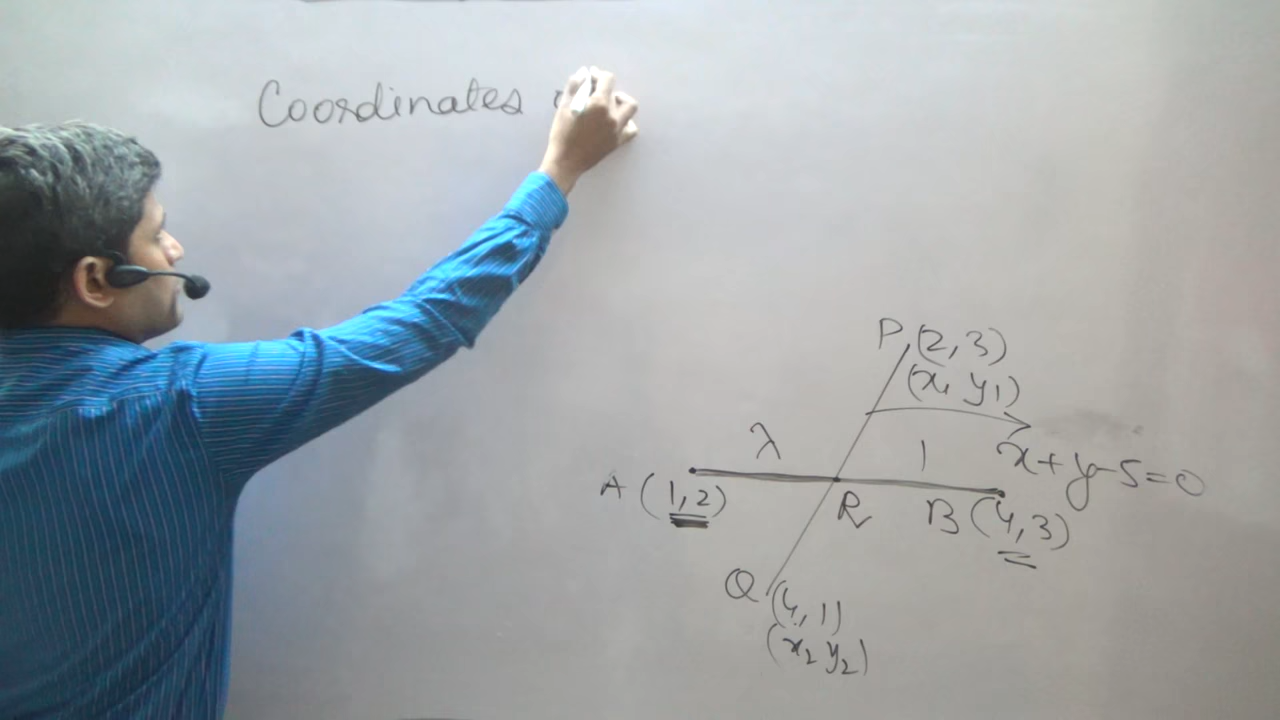 Coordinates
P (2, 3)
(x1 y1)
λ
1
x + y - 5 = 0
A (1, 2)
R
B (4, 3)
Q (4, 1)
(x2 y2)